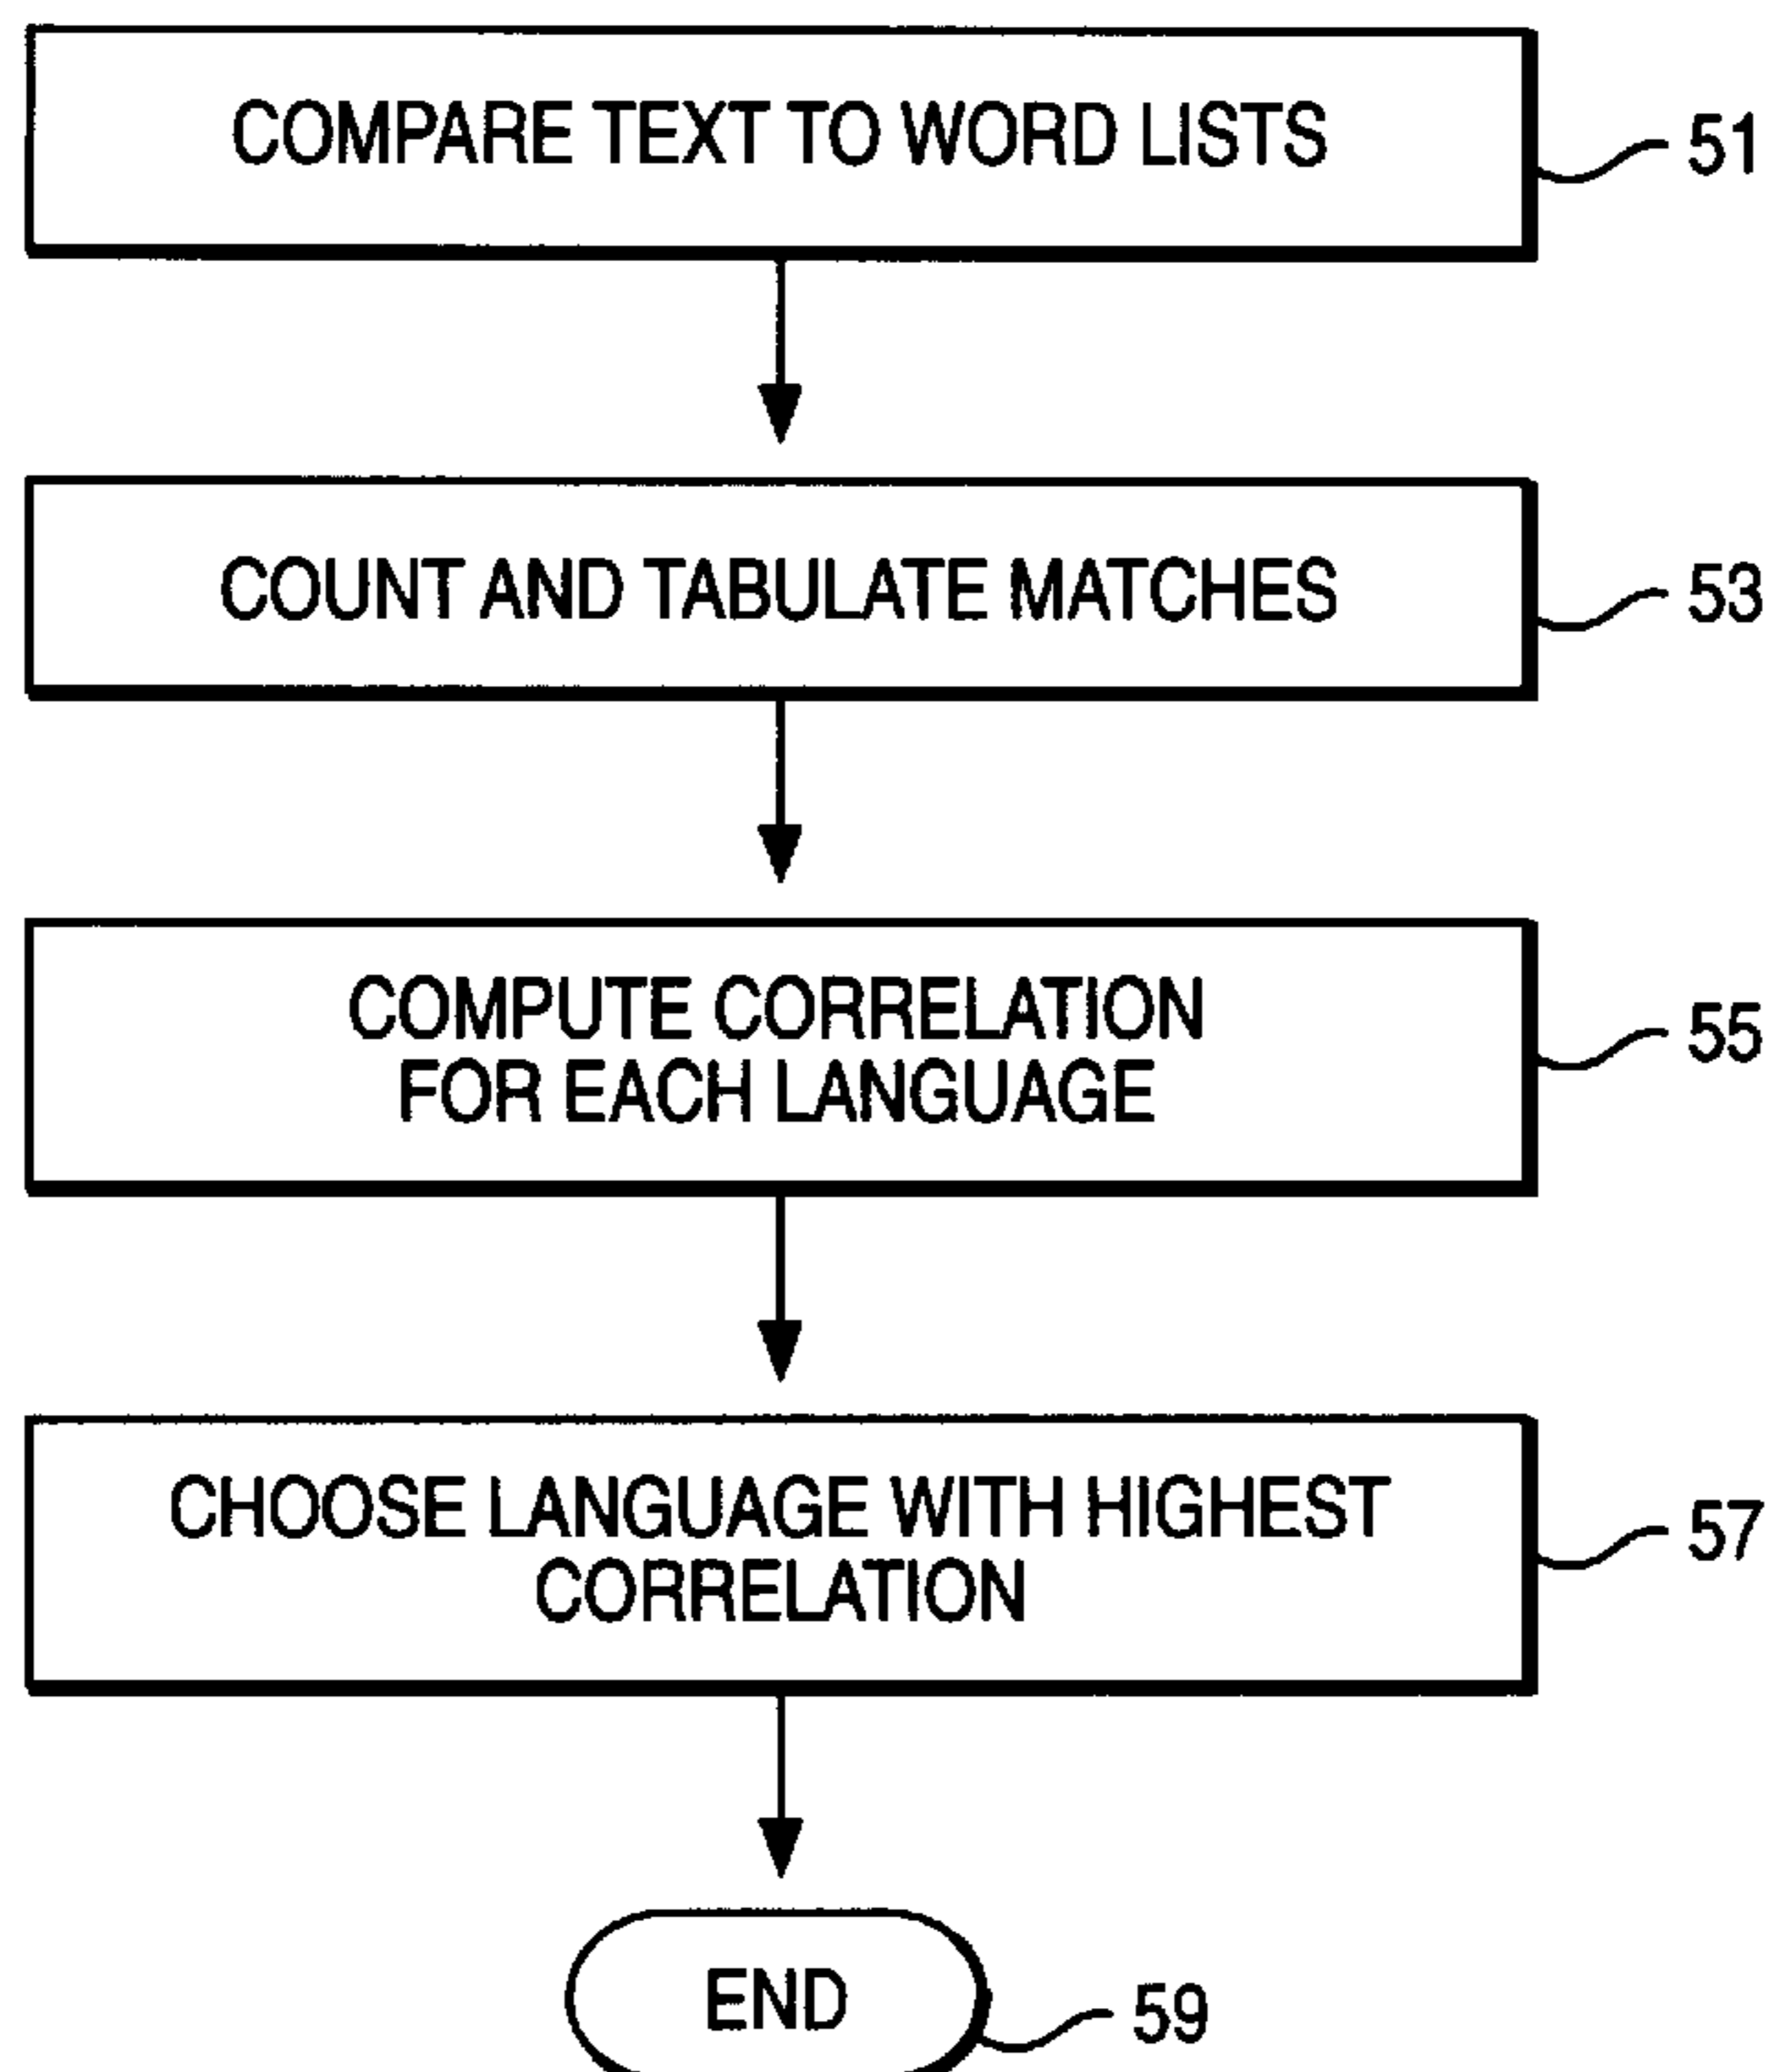 COMPARE TEXT TO WORD LISTS
51
COUNT AND TABULATE MATCHES
53
COMPUTE CORRELATION
FOR EACH LANGUAGE
55
CHOOSE LANGUAGE WITH HIGHEST
CORRELATION
57
END
59